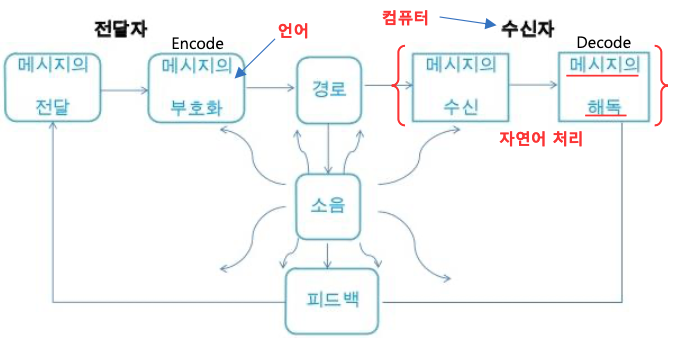 컴퓨터
전달자
Encode
언어
수신자
Decode
메시지의
전달
메시지의
부호화
경로
메시지의
수신
메시지의
해독
자연어 처리
소음
피드백